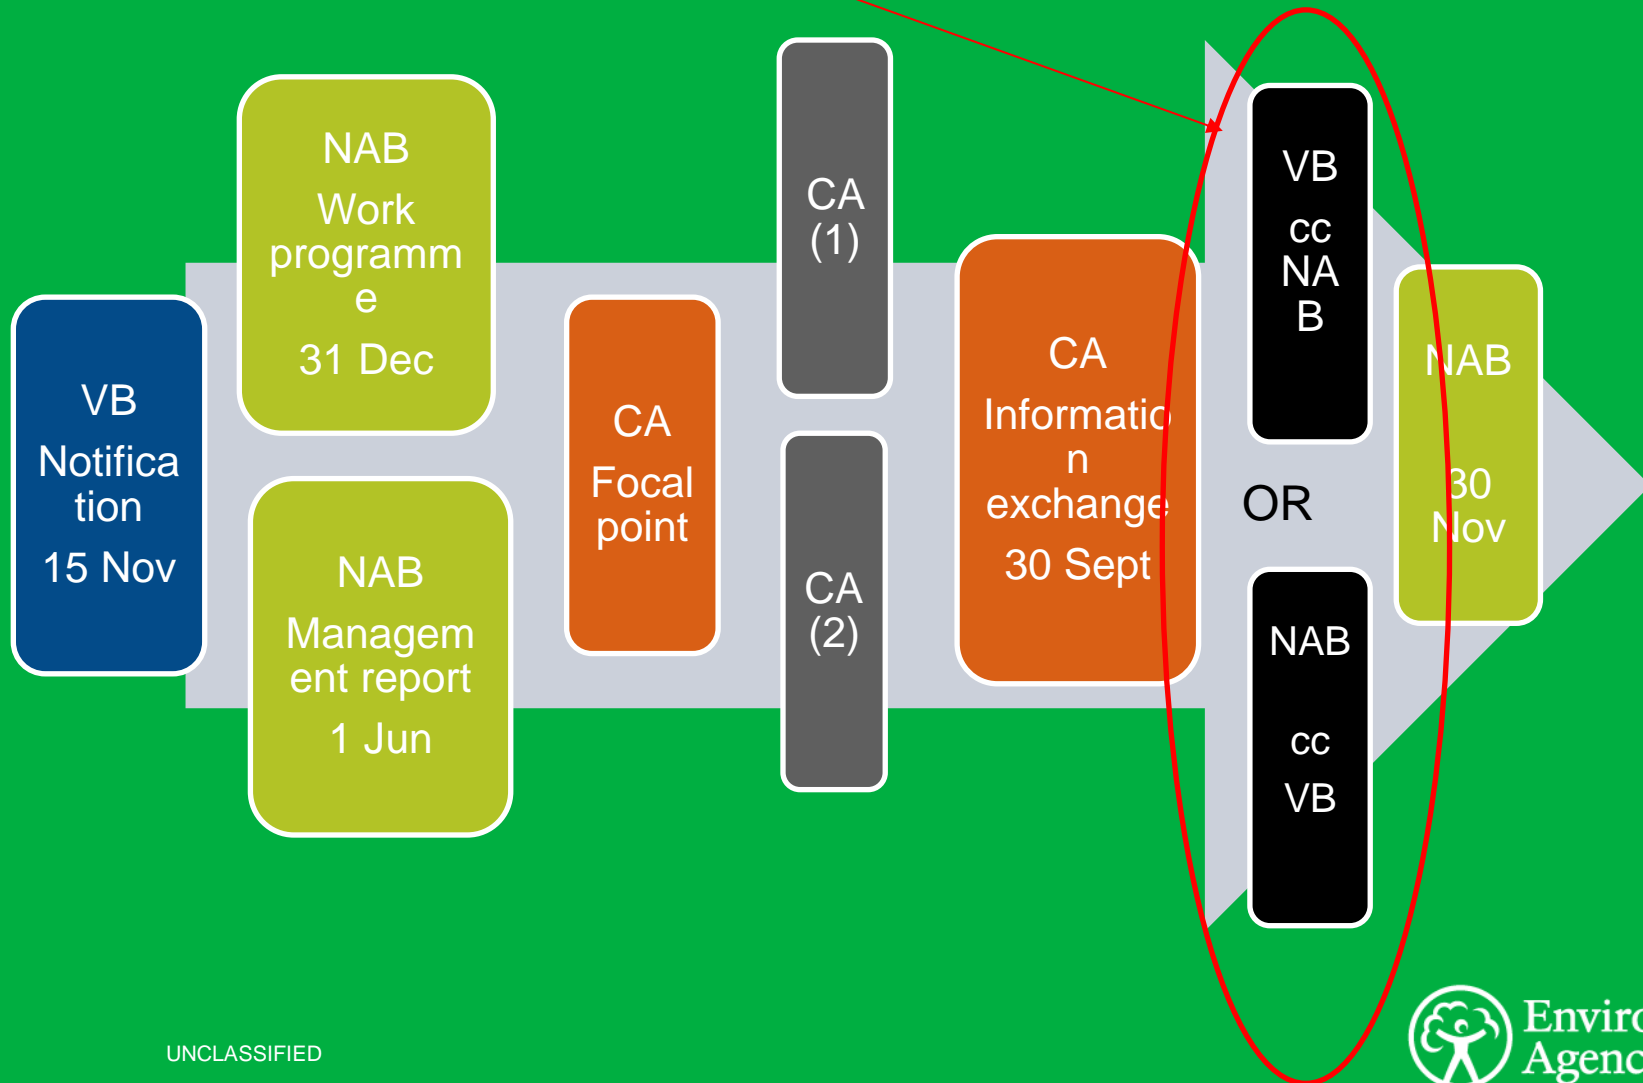 VB
Notifica
tion
15 Nov
NAB
Work
programm
e
31 Dec
NAB
Managem
ent report
1 Jun
CA
Focal
point
CA
(1)
CA
(2)
CA
Informatio
n
exchange
30 Sept
VB
cc
NA
B
OR
NAB
cc
VB
NAB
30
Nov
UNCLASSIFIED
Enviro
Agenc